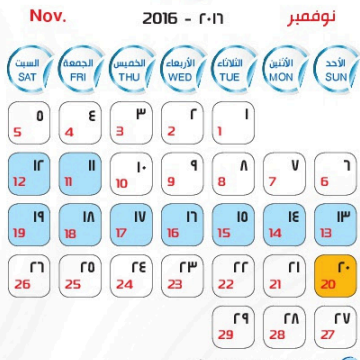 نوفمبر ٢٠١٦ - 2016 Nov.
الأحد الأثنين الثلاثاء الأربعاء الخميس الجمعة السبت
SUN MON TUE WED THU FRI SAT
١ ٢ ٣ ٤ ٥
1 2 3 4 5
٦ ٧ ٨ ٩ ١٠ ١١ ١٢
6 7 8 9 10 11 12
١٣ ١٤ ١٥ ١٦ ١٧ ١٨ ١٩
13 14 15 16 17 18 19
٢٠ ٢١ ٢٢ ٢٣ ٢٤ ٢٥ ٢٦
20 21 22 23 24 25 26
٢٧ ٢٨ ٢٩
27 28 29